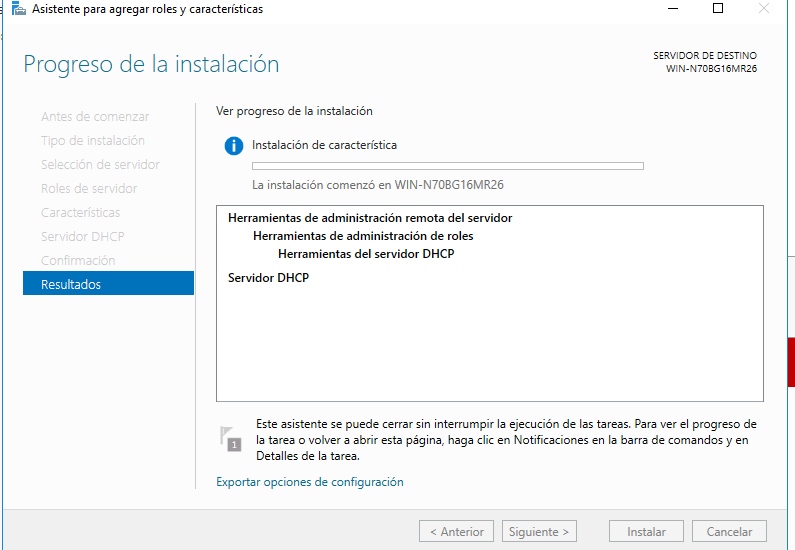 Asistente para agregar roles y características
Progreso de la instalación
SERVIDOR DE DESTINO
WIN-N70BG16MR26
Antes de comenzar
Tipo de instalación
Selección de servidor
Roles de servidor
Características
Servidor DHCP
Confirmación
Resultados
Ver progreso de la instalación
Instalación de característica
La instalación comenzó en WIN-N70BG16MR26
Herramientas de administración remota del servidor
Herramientas de administración de roles
Herramientas del servidor DHCP
Servidor DHCP
1
Este asistente se puede cerrar sin interrumpir la ejecución de las tareas. Para ver el progreso de
la tarea o volver a abrir esta página, haga clic en Notificaciones en la barra de comandos y en
Detalles de la tarea.
Exportar opciones de configuración
< Anterior
Siguiente >
Instalar
Cancelar